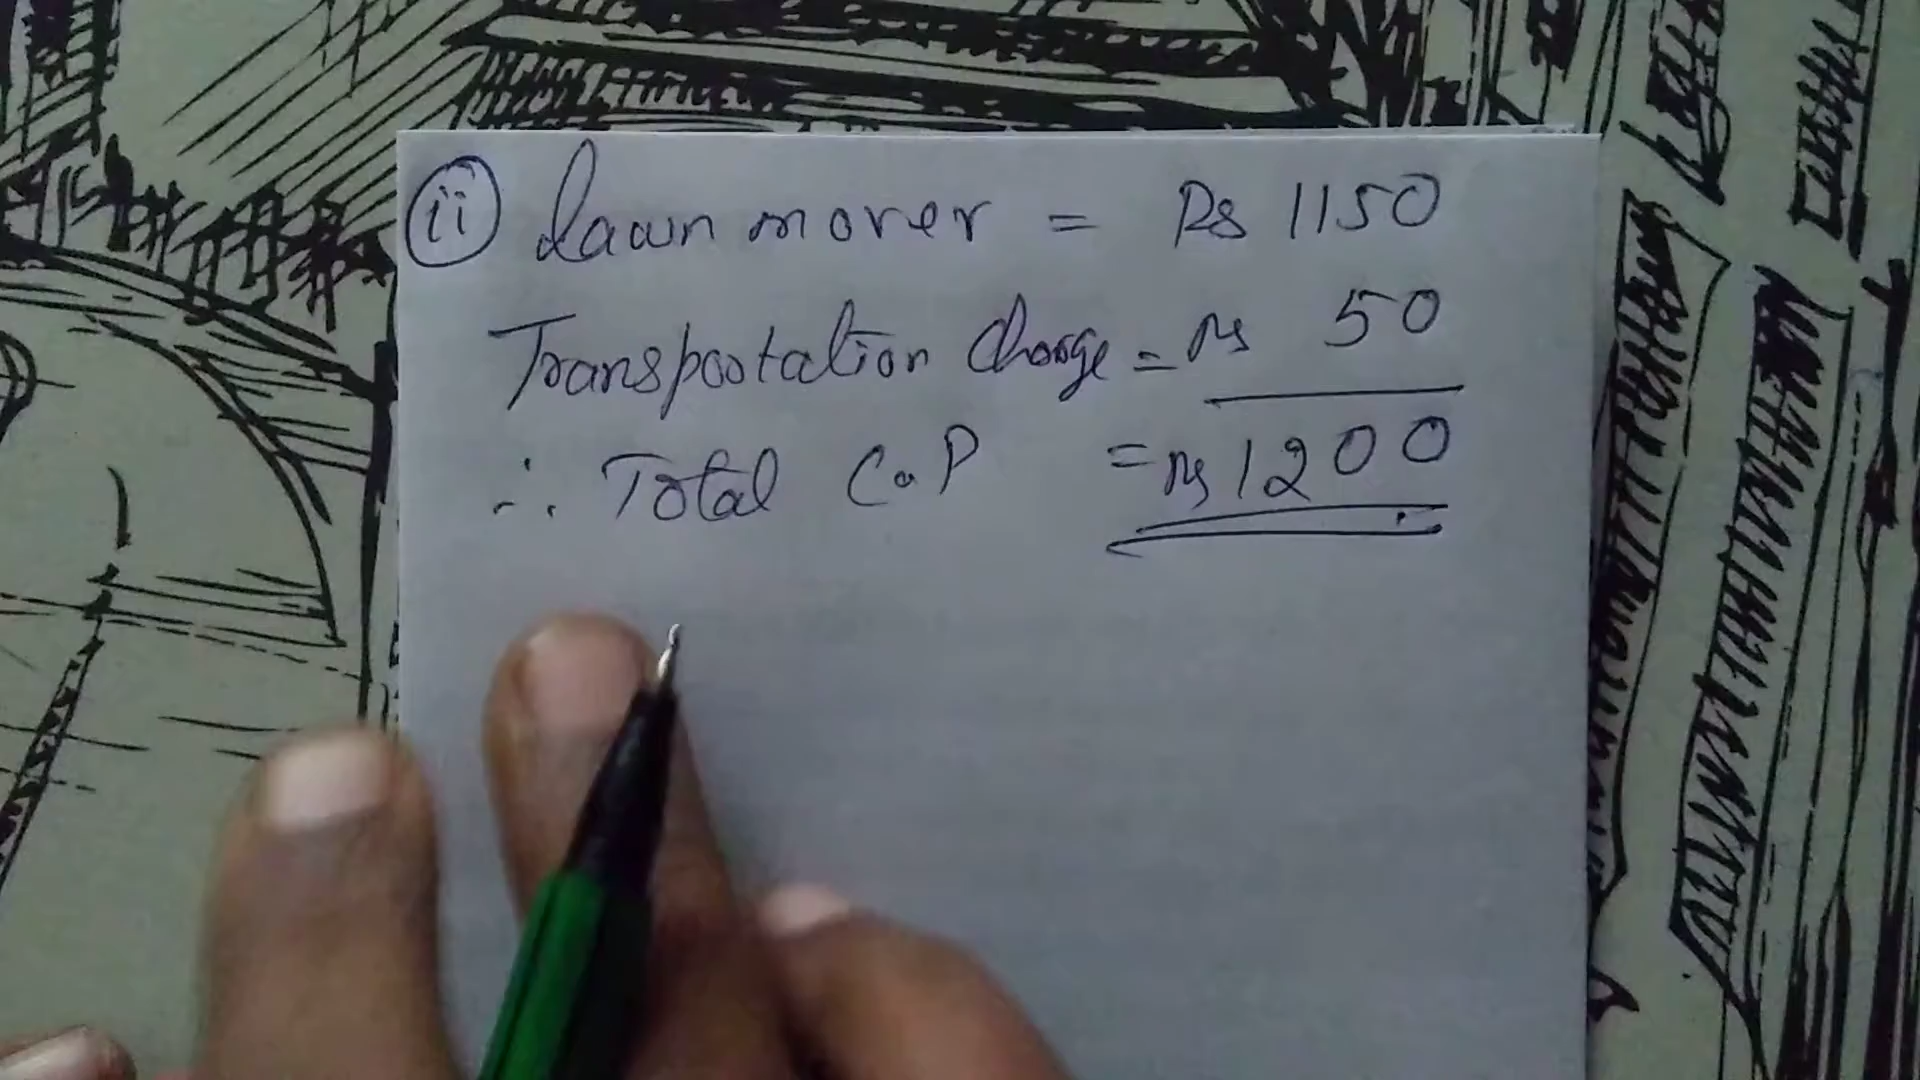 (ii) Lawn mover = Rs 1150
Transportation Charge = Rs 50
∴ Total C.P = Rs 1200